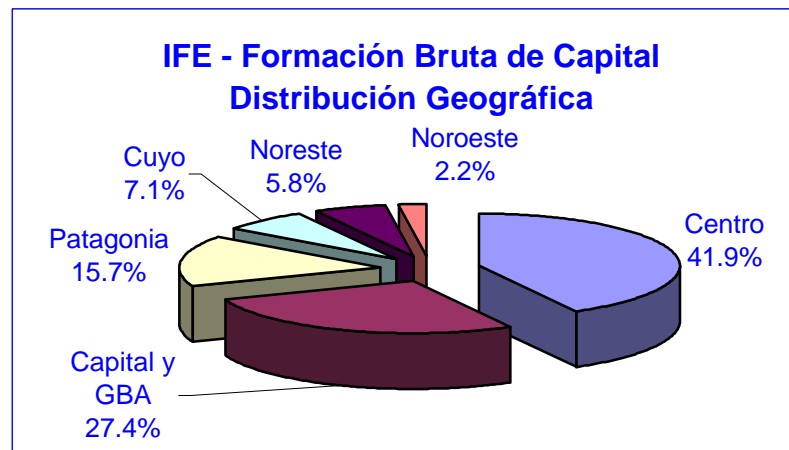 IFE - Formación Bruta de Capital
Distribución Geográfica
Noroeste
2.2%
Noreste
5.8%
Cuyo
7.1%
Centro
41.9%
Patagonia
15.7%
Capital y
GBA
27.4%